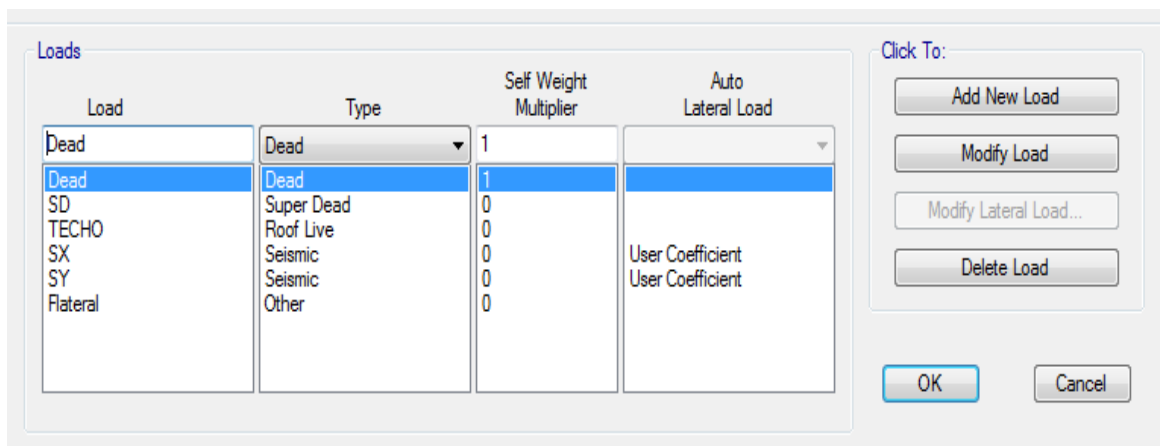 Loads
Click To:
Load Type Self Weight Multiplier Auto Lateral Load
Dead Dead 1
Dead Dead 1
SD Super Dead 0
TECHO Roof Live 0
SX Seismic 0 User Coefficient
SY Seismic 0 User Coefficient
Flateral Other 0
Add New Load
Modify Load
Modify Lateral Load...
Delete Load
OK Cancel